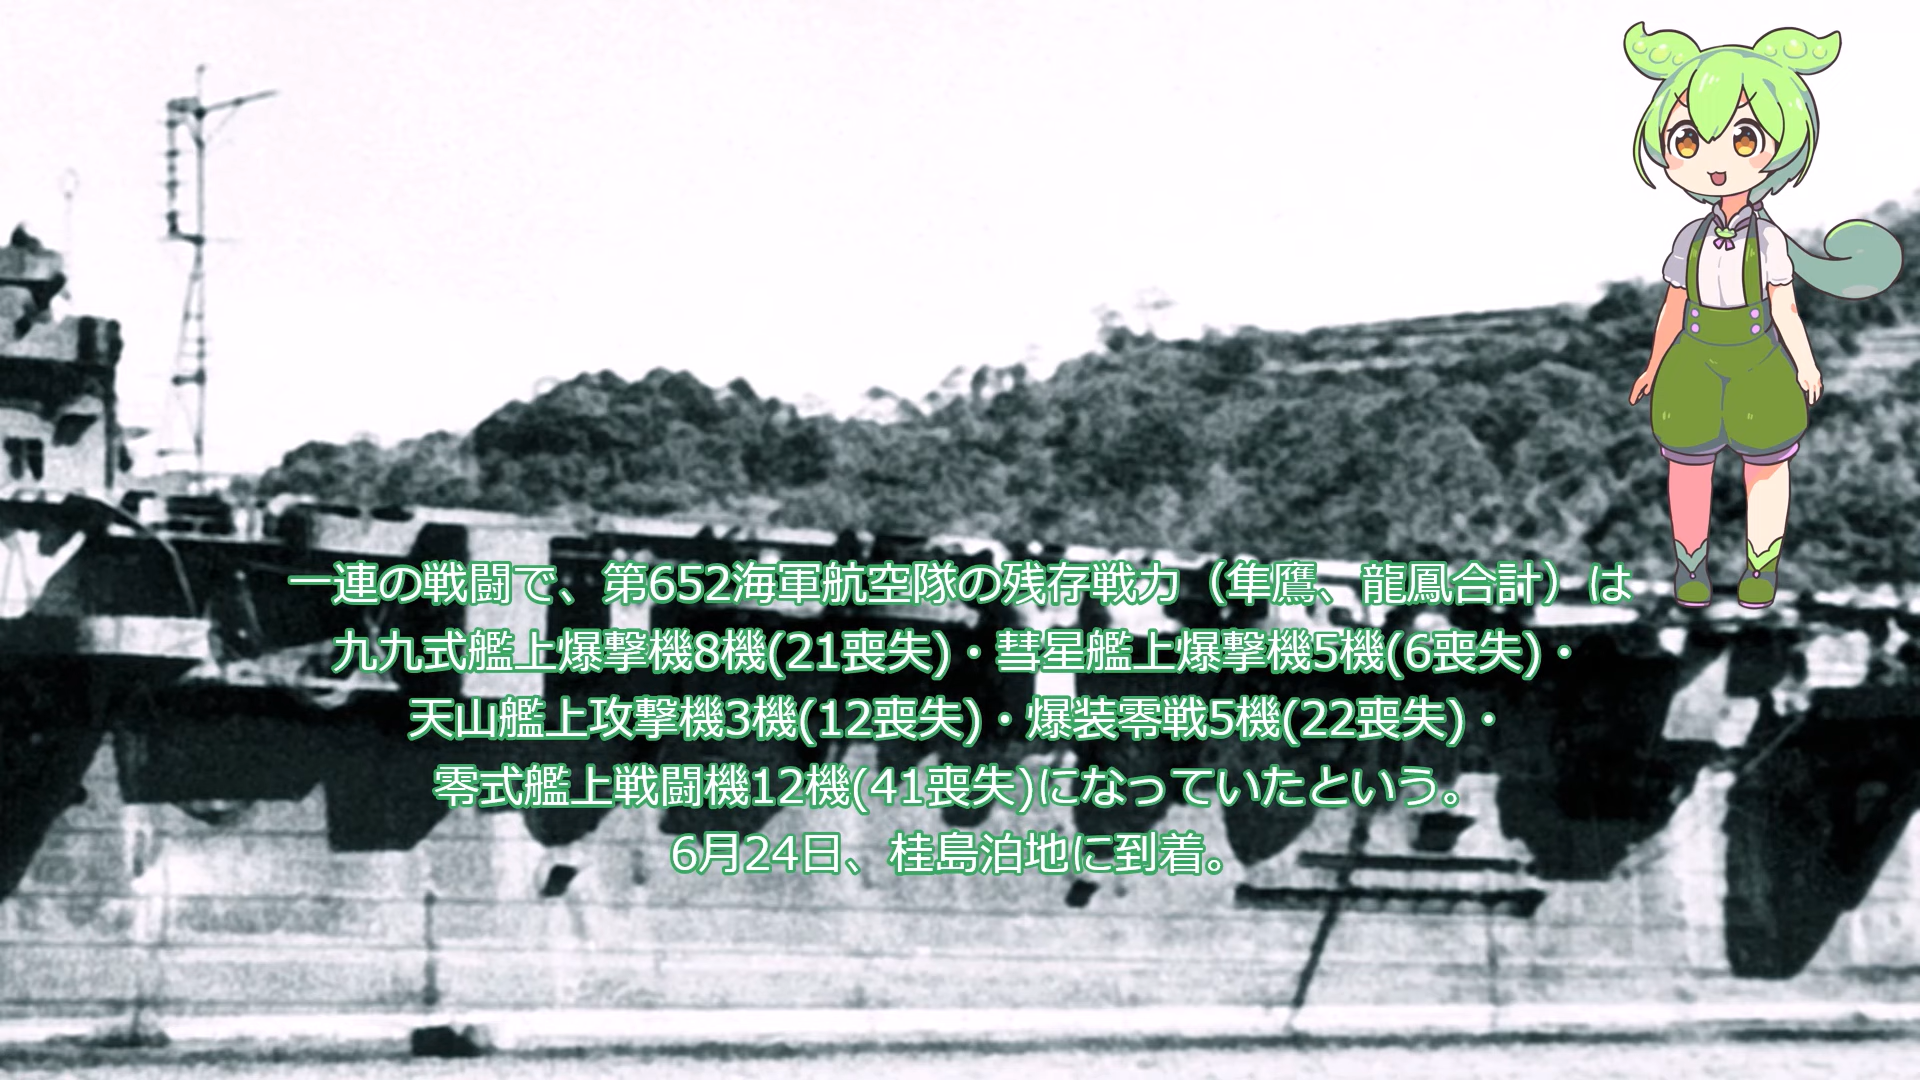 一連の戦闘で、第652海軍航空隊の残存戦力（隼鷹、龍鳳合計）は
九九式艦上爆撃機8機(21喪失)・彗星艦上爆撃機5機(6喪失)・
天山艦上攻撃機3機(12喪失)・爆装零戦5機(22喪失)・
零式艦上戦闘機12機(41喪失)になっていたという。
6月24日、桂島泊地に到着。